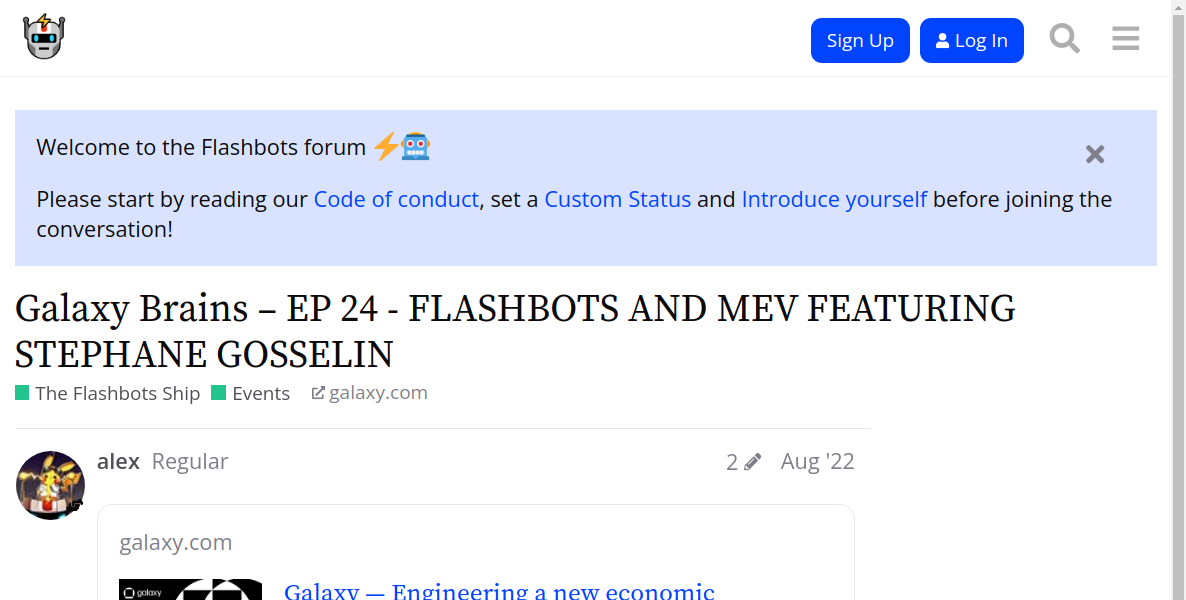 Sign Up
Log In
Welcome to the Flashbots forum
Please start by reading our Code of conduct, set a Custom Status and Introduce yourself before joining the
conversation!
Galaxy Brains – EP 24 - FLASHBOTS AND MEV FEATURING
STEPHANE GOSSELIN
The Flashbots Ship Events galaxy.com
alex Regular 2 Aug '22
galaxy.com
galaxy
Galaxy — Engineering a new economic